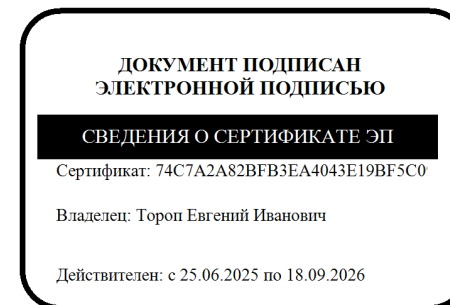 ДОКУМЕНТ ПОДПИСАН
ЭЛЕКТРОННОЙ ПОДПИСЬЮ
СВЕДЕНИЯ О СЕРТИФИКАТЕ ЭП
Сертификат: 74C7A2A82BFB3EA4043E19BF5C0
Владелец: Тороп Евгений Иванович
Действителен: с 25.06.2025 по 18.09.2026